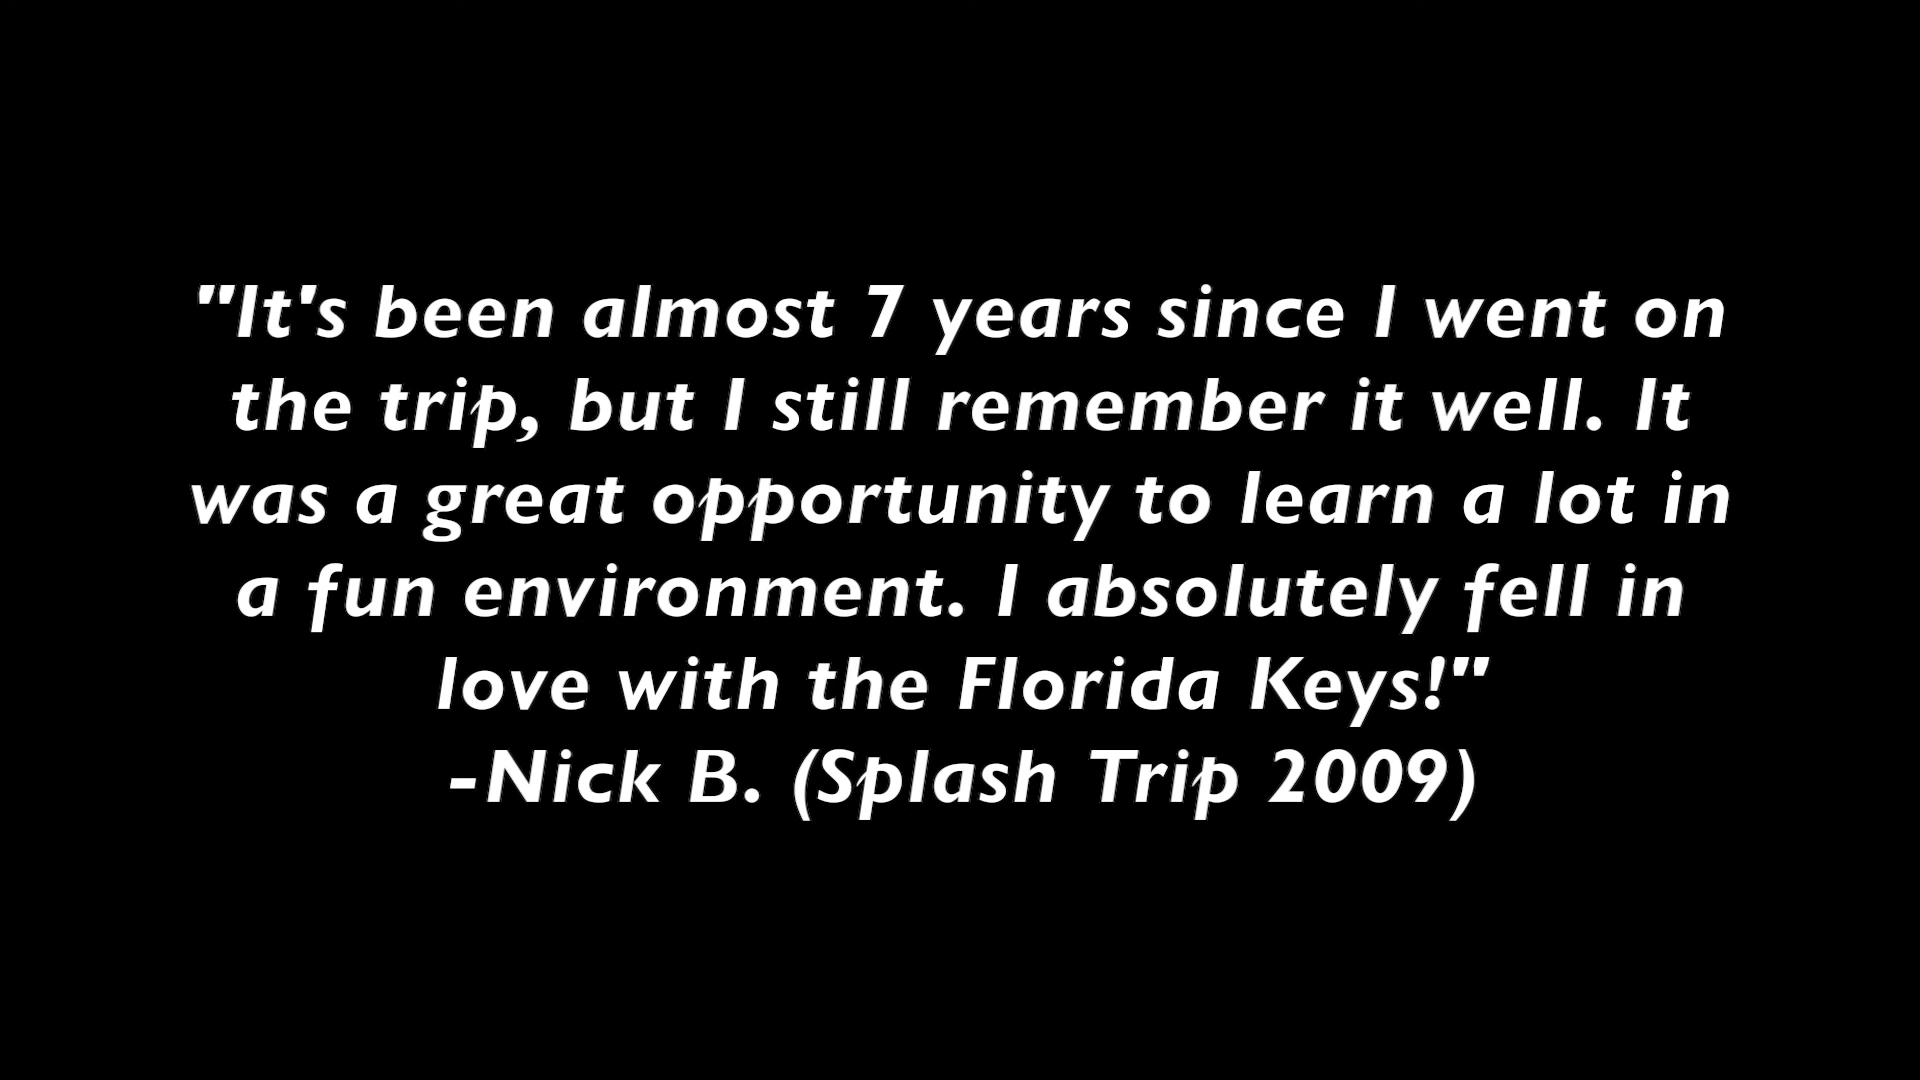 "It's been almost 7 years since I went on
the trip, but I still remember it well. It
was a great opportunity to learn a lot in
a fun environment. I absolutely fell in
love with the Florida Keys!"
-Nick B. (Splash Trip 2009)